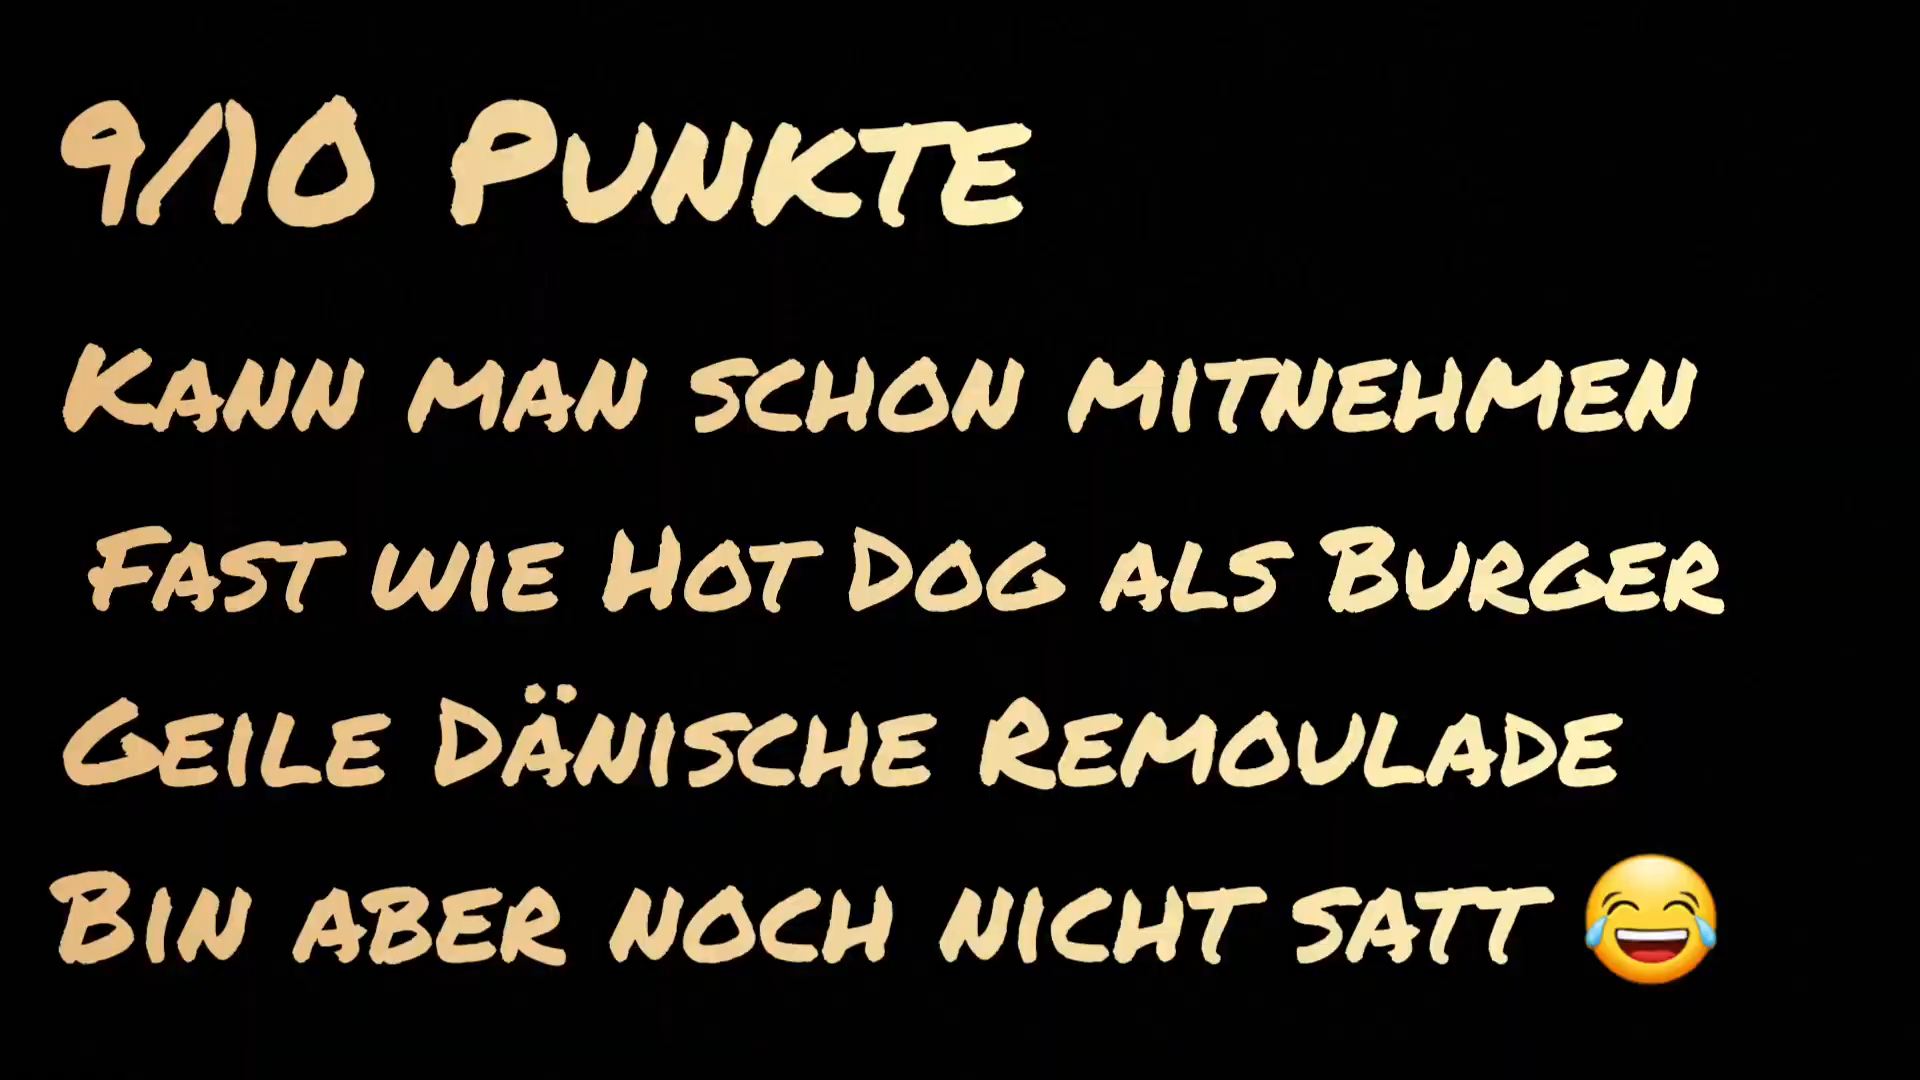 9/10 Punkte
Kann man schon mitnehmen
Fast wie Hot Dog als Burger
Geile Dänische Remoulade
Bin aber noch nicht satt 😂